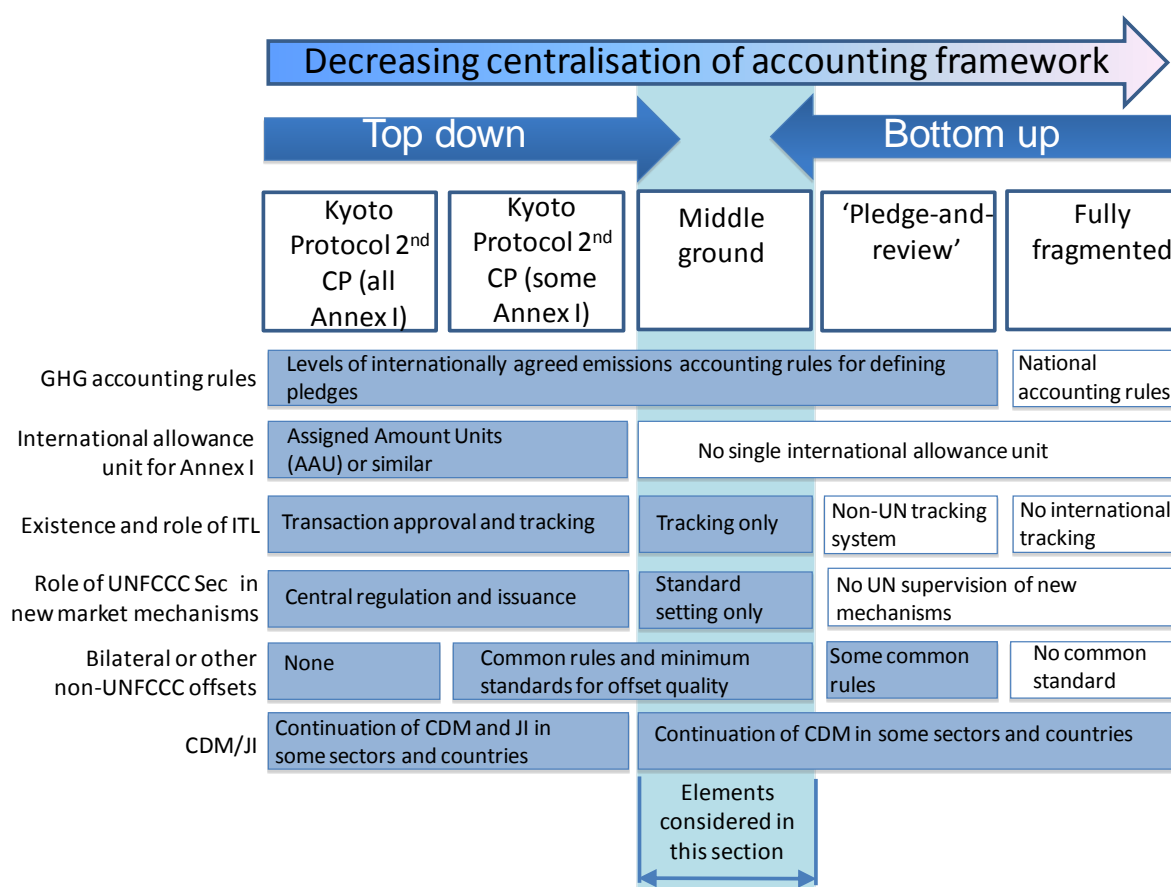 Decreasing centralisation of accounting framework
Top down
Bottom up
Kyoto
Protocol 2nd
CP (all
Annex I)
Kyoto
Protocol 2nd
CP (some
Annex I)
Middle
ground
‘Pledge-and-
review’
Fully
fragmented
GHG accounting rules
Levels of internationally agreed emissions accounting rules for defining
pledges
National
accounting rules
International allowance
unit for Annex I
Assigned Amount Units
(AAU) or similar
No single international allowance unit
Existence and role of ITL
Transaction approval and tracking
Tracking only
Non-UN tracking
system
No international
tracking
Role of UNFCCC Sec in
new market mechanisms
Central regulation and issuance
Standard
setting only
No UN supervision of new
mechanisms
Bilateral or other
non-UNFCCC offsets
None
Common rules and minimum
standards for offset quality
Some common
rules
No common
standard
CDM/JI
Continuation of CDM and JI in
some sectors and countries
Continuation of CDM in some sectors and countries
Elements
considered in
this section